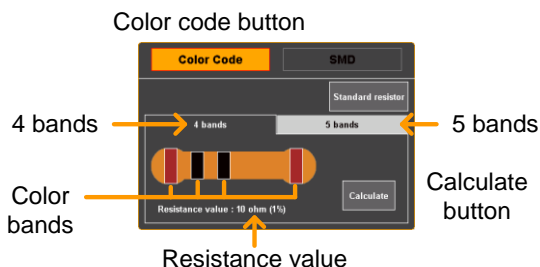 Color code button
Color Code
SMD
Standard resistor
4 bands
4 bands
5 bands
5 bands
Color
bands
Calculate
Calculate
button
Resistance value : 10 ohm (1%)
Resistance value